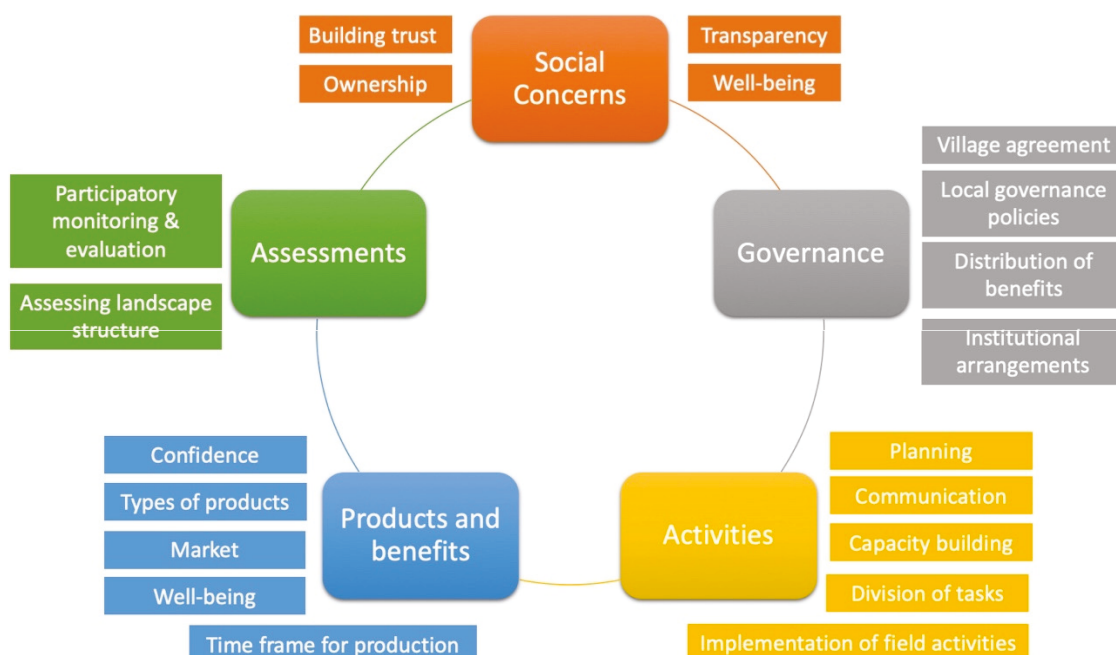 Building trust
Ownership
Social
Concerns
Transparency
Well-being
Village agreement
Local governance
policies
Distribution of
benefits
Institutional
arrangements
Governance
Participatory
monitoring &
evaluation
Assessing landscape
structure
Assessments
Confidence
Types of products
Market
Well-being
Time frame for production
Products and
benefits
Activities
Planning
Communication
Capacity building
Division of tasks
Implementation of field activities